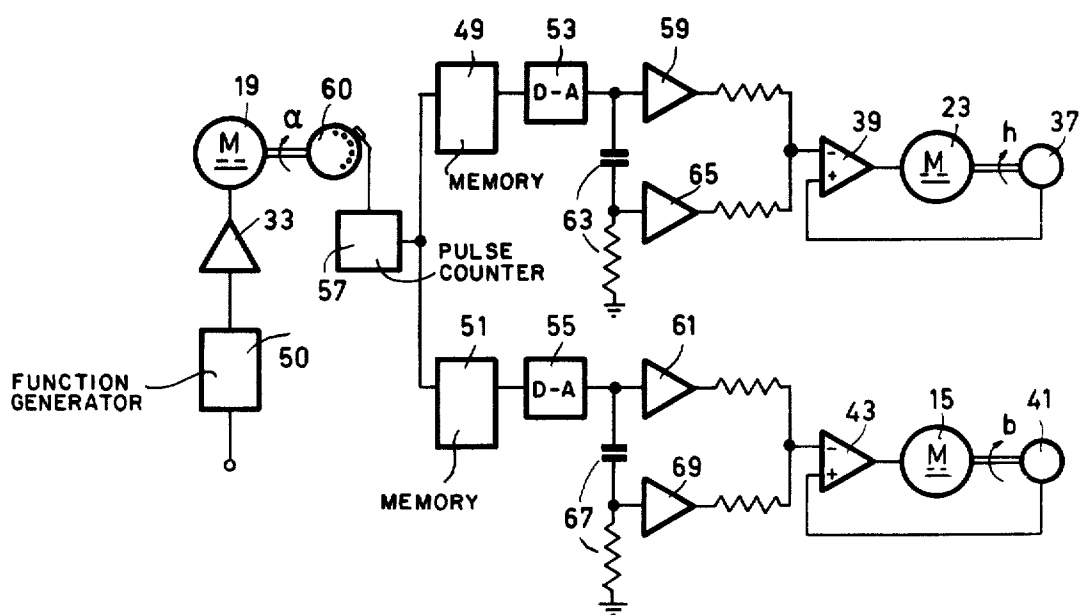 49
53
59
19
60
α
D-A
39
23
h
37
M
-
+
M
MEMORY
65
33
63
57
PULSE
COUNTER
51
55
61
50
FUNCTION
GENERATOR
D-A
43
15
b
41
-
+
M
MEMORY
69
67